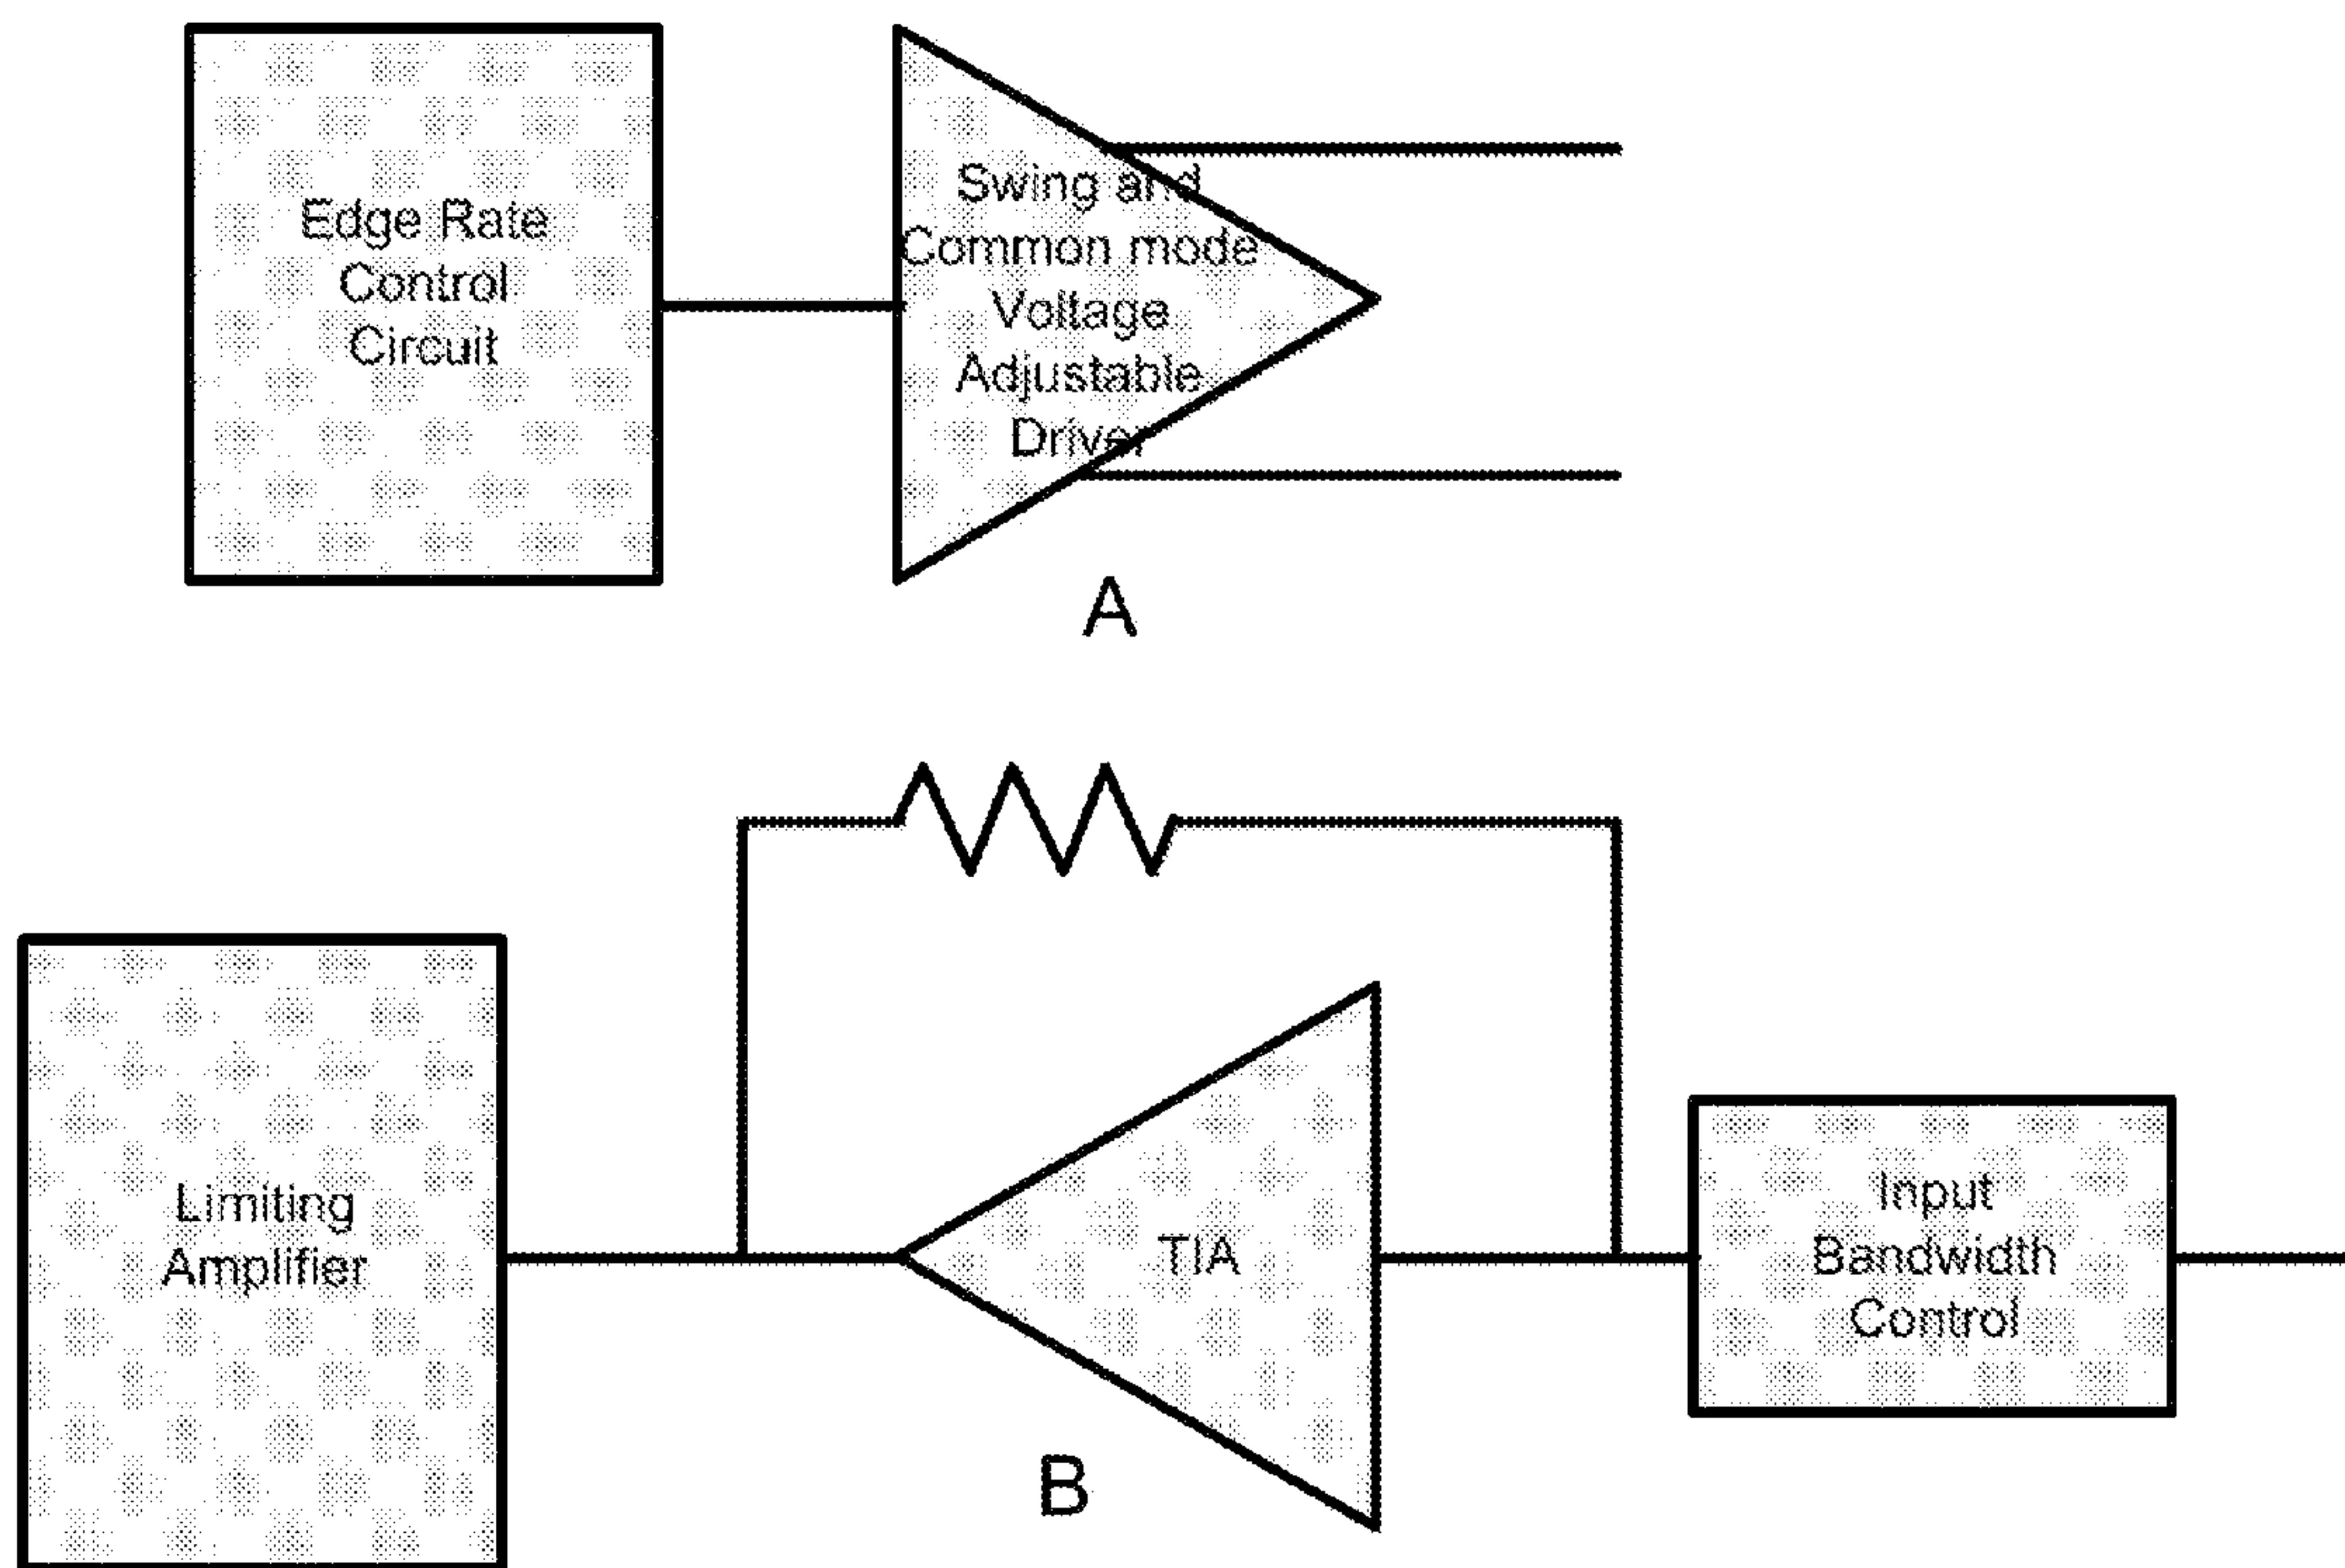 Edge Rate
Control
Circuit
Swing and
Common mode
Voltage
Adjustable
Driver
A
Limiting
Amplifier
TIA
Input
Bandwidth
Control
B